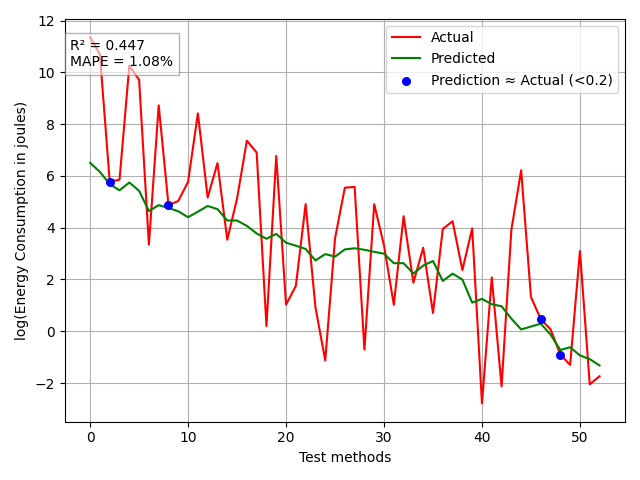 R² = 0.447
MAPE = 1.08%
Actual
Predicted
Prediction ≈ Actual (<0.2)
log(Energy Consumption in joules)
12
10
8
6
4
2
0
−2
0 10 20 30 40 50
Test methods